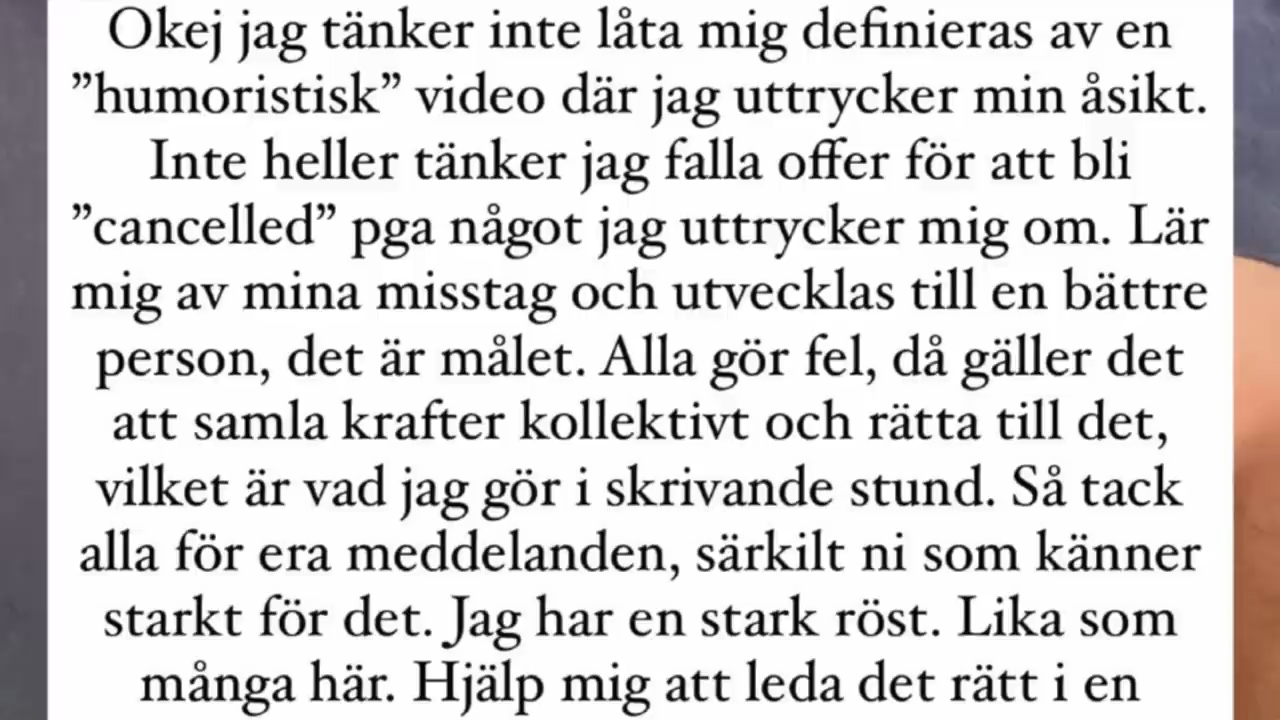 Okej jag tänker inte låta mig definieras av en
”humoristisk” video där jag uttrycker min åsikt.
Inte heller tänker jag falla offer för att bli
”cancelled” pga något jag uttrycker mig om. Lär
mig av mina misstag och utvecklas till en bättre
person, det är målet. Alla gör fel, då gäller det
att samla krafter kollektivt och rätta till det,
vilket är vad jag gör i skrivande stund. Så tack
alla för era meddelanden, särkilt ni som känner
starkt för det. Jag har en stark röst. Lika som
många här. Hjälp mig att leda det rätt i en